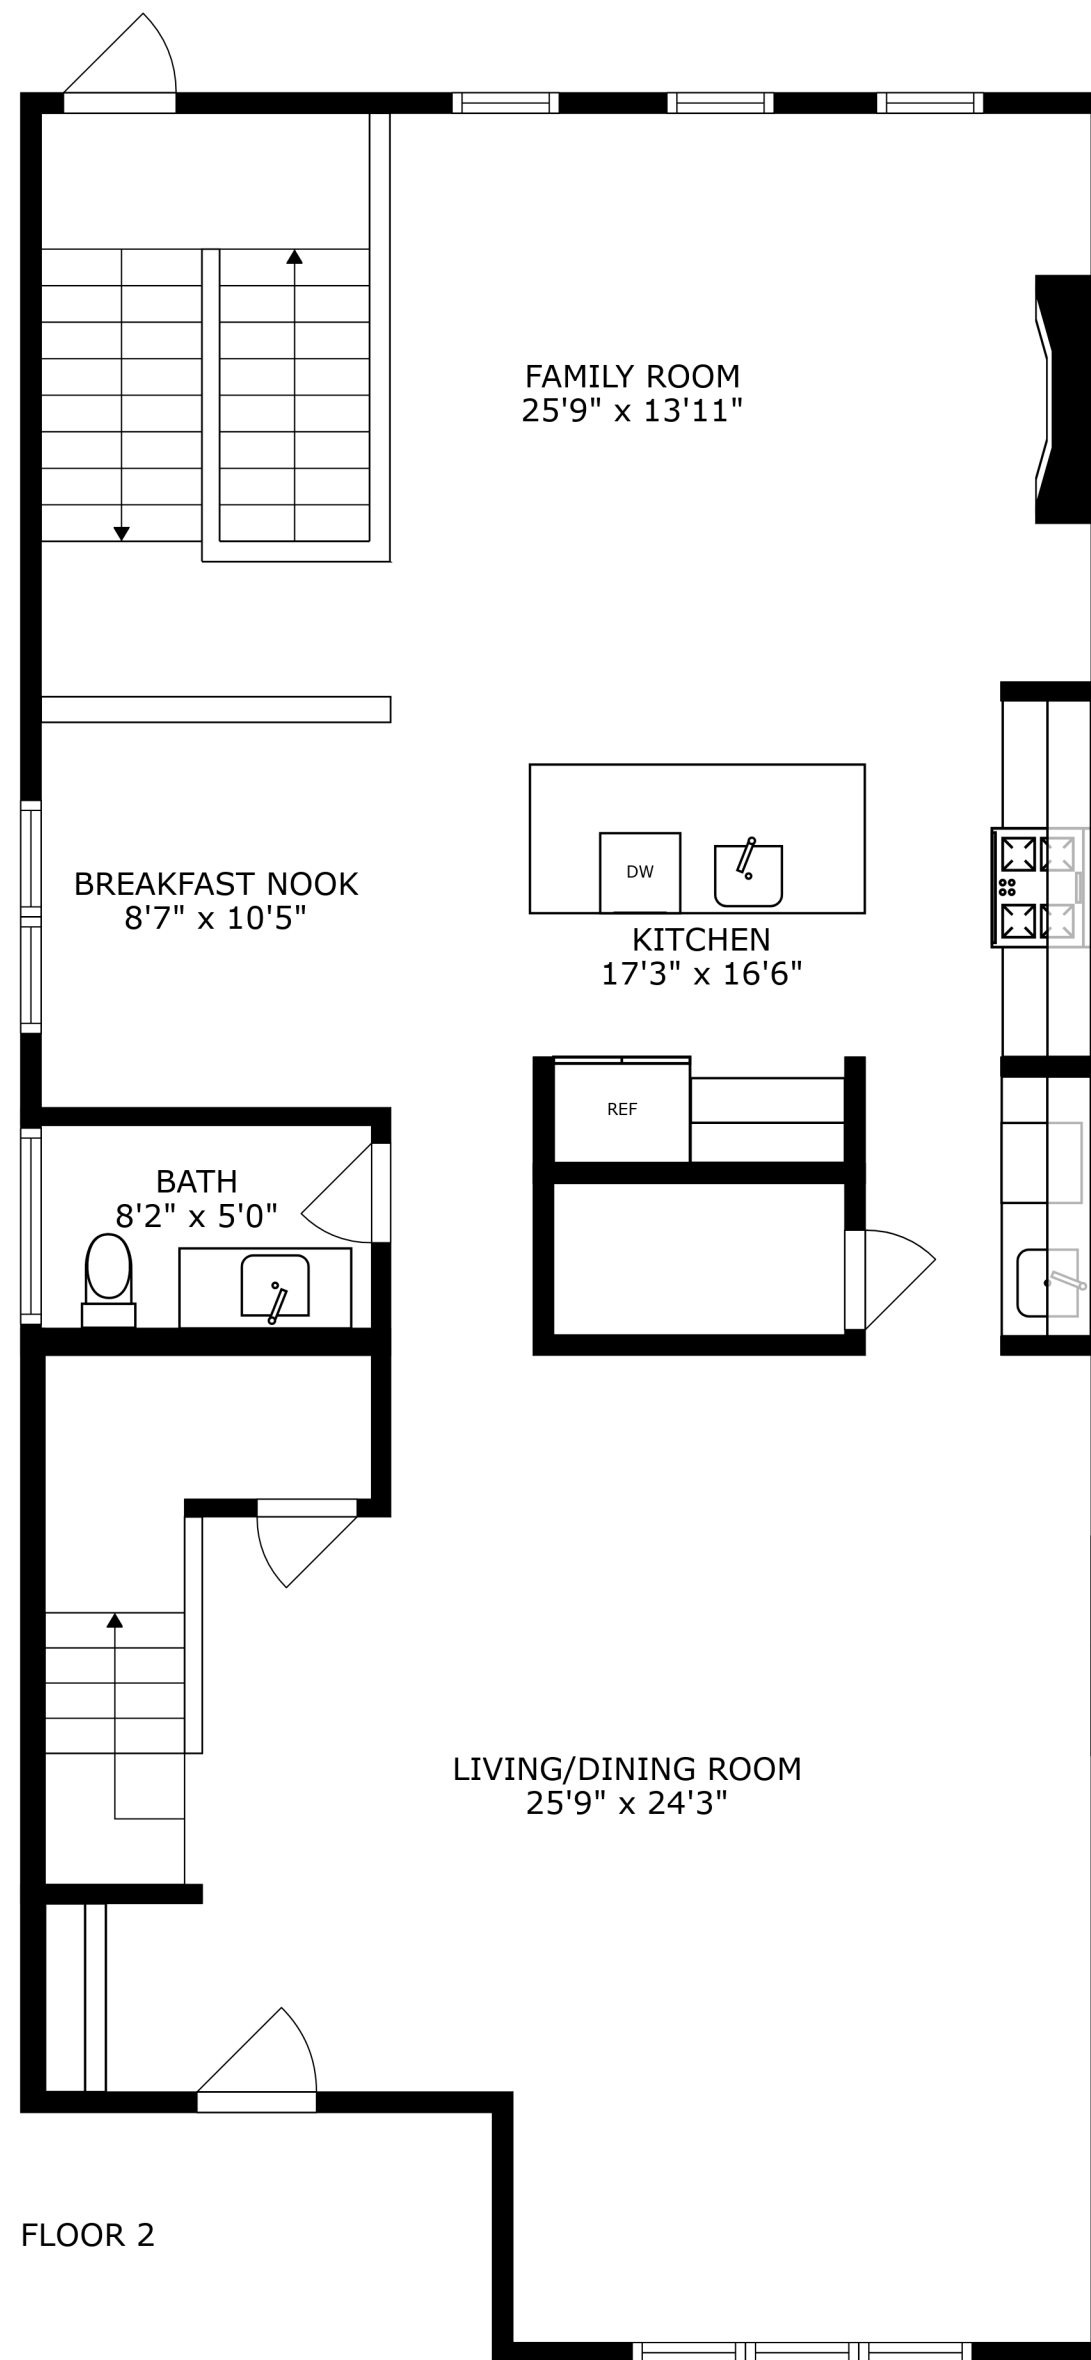 FAMILY ROOM
25'9" x 13'11"
BREAKFAST NOOK
8'7" x 10'5"
DW
KITCHEN
17'3" x 16'6"
REF
BATH
8'2" x 5'0"
LIVING/DINING ROOM
25'9" x 24'3"
FLOOR 2